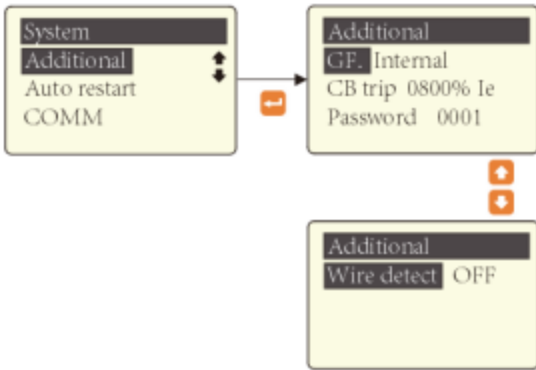 System
Additional
Auto restart
COMM
Additional
GF. Internal
CB trip 0800% Ie
Password 0001
Additional
Wire detect OFF